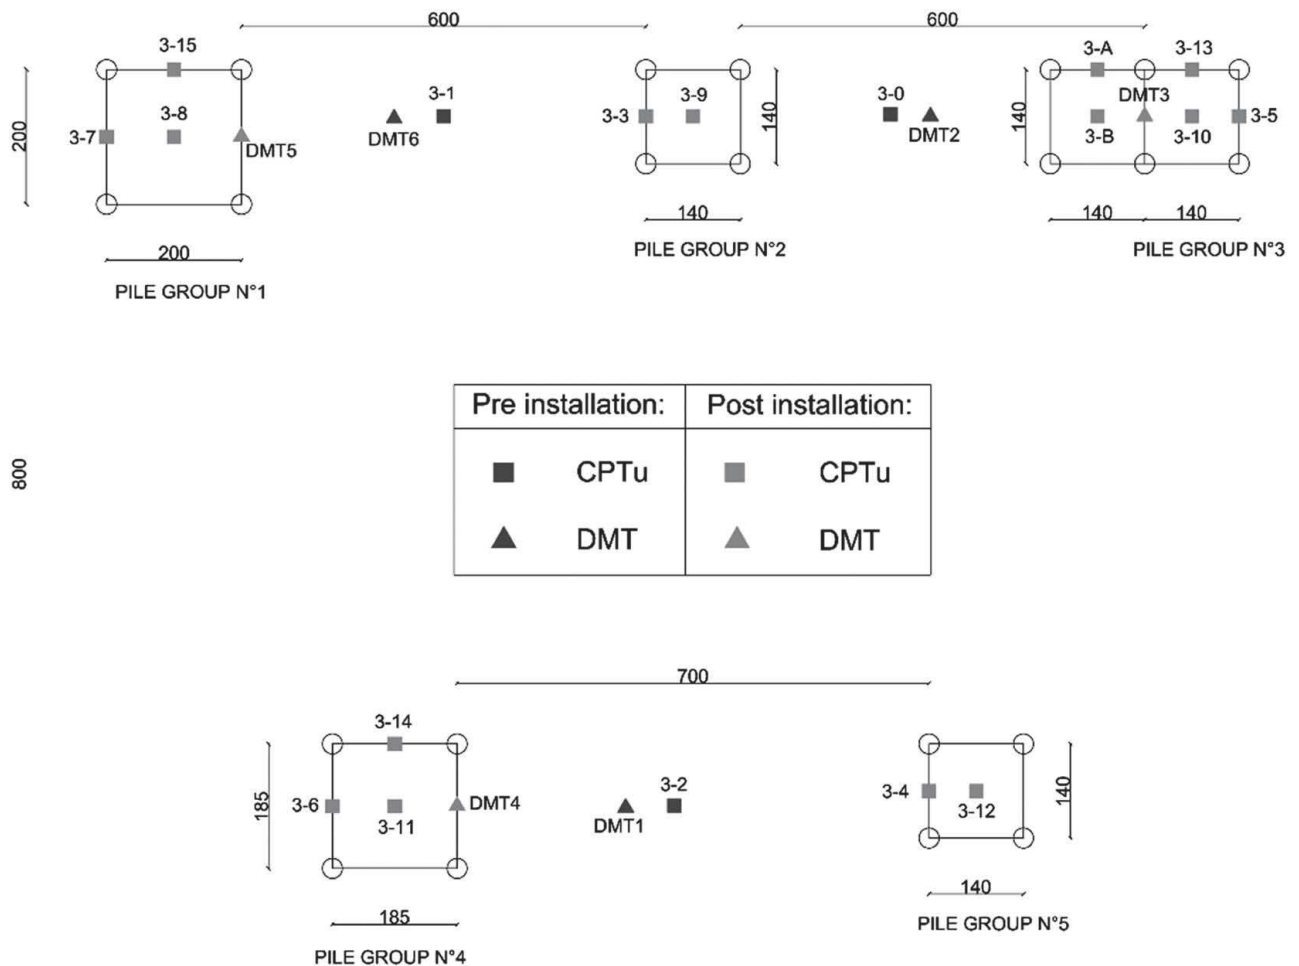 600
600
3-15
3-A
3-13
3-1
3-0
DMT3
3-8
3-9
200
3-7
DMT5
DMT6
3-3
140
DMT2
140
3-B
3-10
3-5
200
140
140
140
PILE GROUP N°1
PILE GROUP N°2
PILE GROUP N°3
800
Pre installation:
Post installation:
CPTu
CPTu
DMT
DMT
700
3-14
3-2
185
3-6
3-11
DMT4
DMT1
3-4
3-12
140
185
140
PILE GROUP N°4
PILE GROUP N°5